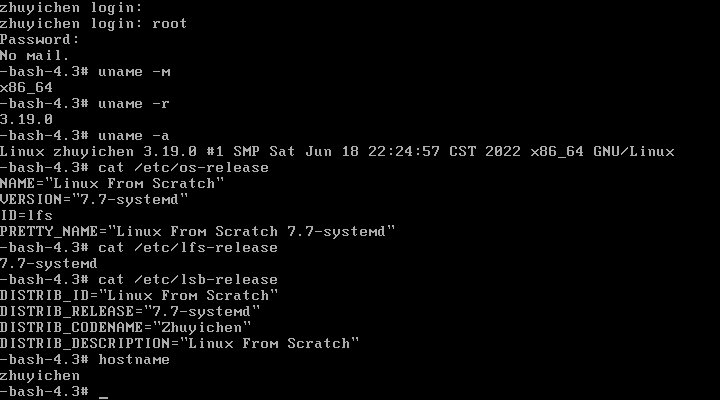 zhuyichen login:
zhuyichen login: root
Password:
No mail.
-bash-4.3# uname -m
x86_64
-bash-4.3# uname -r
3.19.0
-bash-4.3# uname -a
Linux zhuyichen 3.19.0 #1 SMP Sat Jun 18 22:24:57 CST 2022 x86_64 GNU/Linux
-bash-4.3# cat /etc/os-release
NAME="Linux From Scratch"
VERSION="7.7-systemd"
ID=lfs
PRETTY_NAME="Linux From Scratch 7.7-systemd"
-bash-4.3# cat /etc/lfs-release
7.7-systemd
-bash-4.3# cat /etc/lsb-release
DISTRIB_ID="Linux From Scratch"
DISTRIB_RELEASE="7.7-systemd"
DISTRIB_CODENAME="Zhuyichen"
DISTRIB_DESCRIPTION="Linux From Scratch"
-bash-4.3# hostname
zhuyichen
-bash-4.3# _